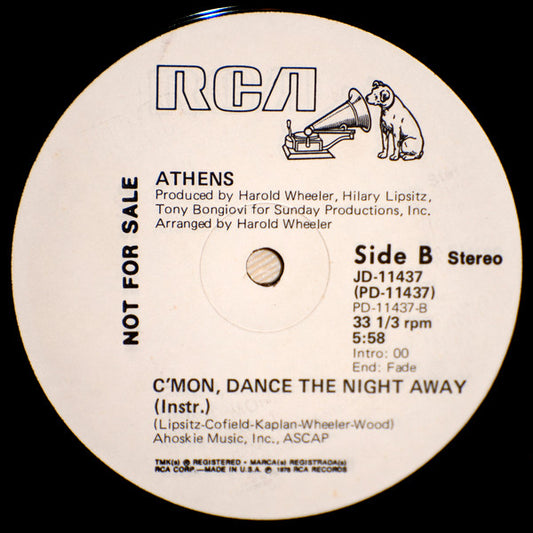 RCA
NOT FOR SALE
ATHENS
Produced by Harold Wheeler, Hilary Lipsitz,
Tony Bongiovi for Sunday Productions, Inc.
Arranged by Harold Wheeler
Side B Stereo
JD-11437
(PD-11437)
PD-11437-B
33 1/3 rpm
5:58
Intro: 00
End: Fade
C'MON, DANCE THE NIGHT AWAY
(Instr.)
(Lipsitz-Cofield-Kaplan-Wheeler-Wood)
Ahoskie Music, Inc., ASCAP
TMK(s) ® REGISTERED • MARCA(s) REGISTRADA(s)
RCA CORP.—MADE IN U.S.A. ℗ 1978 RCA RECORDS